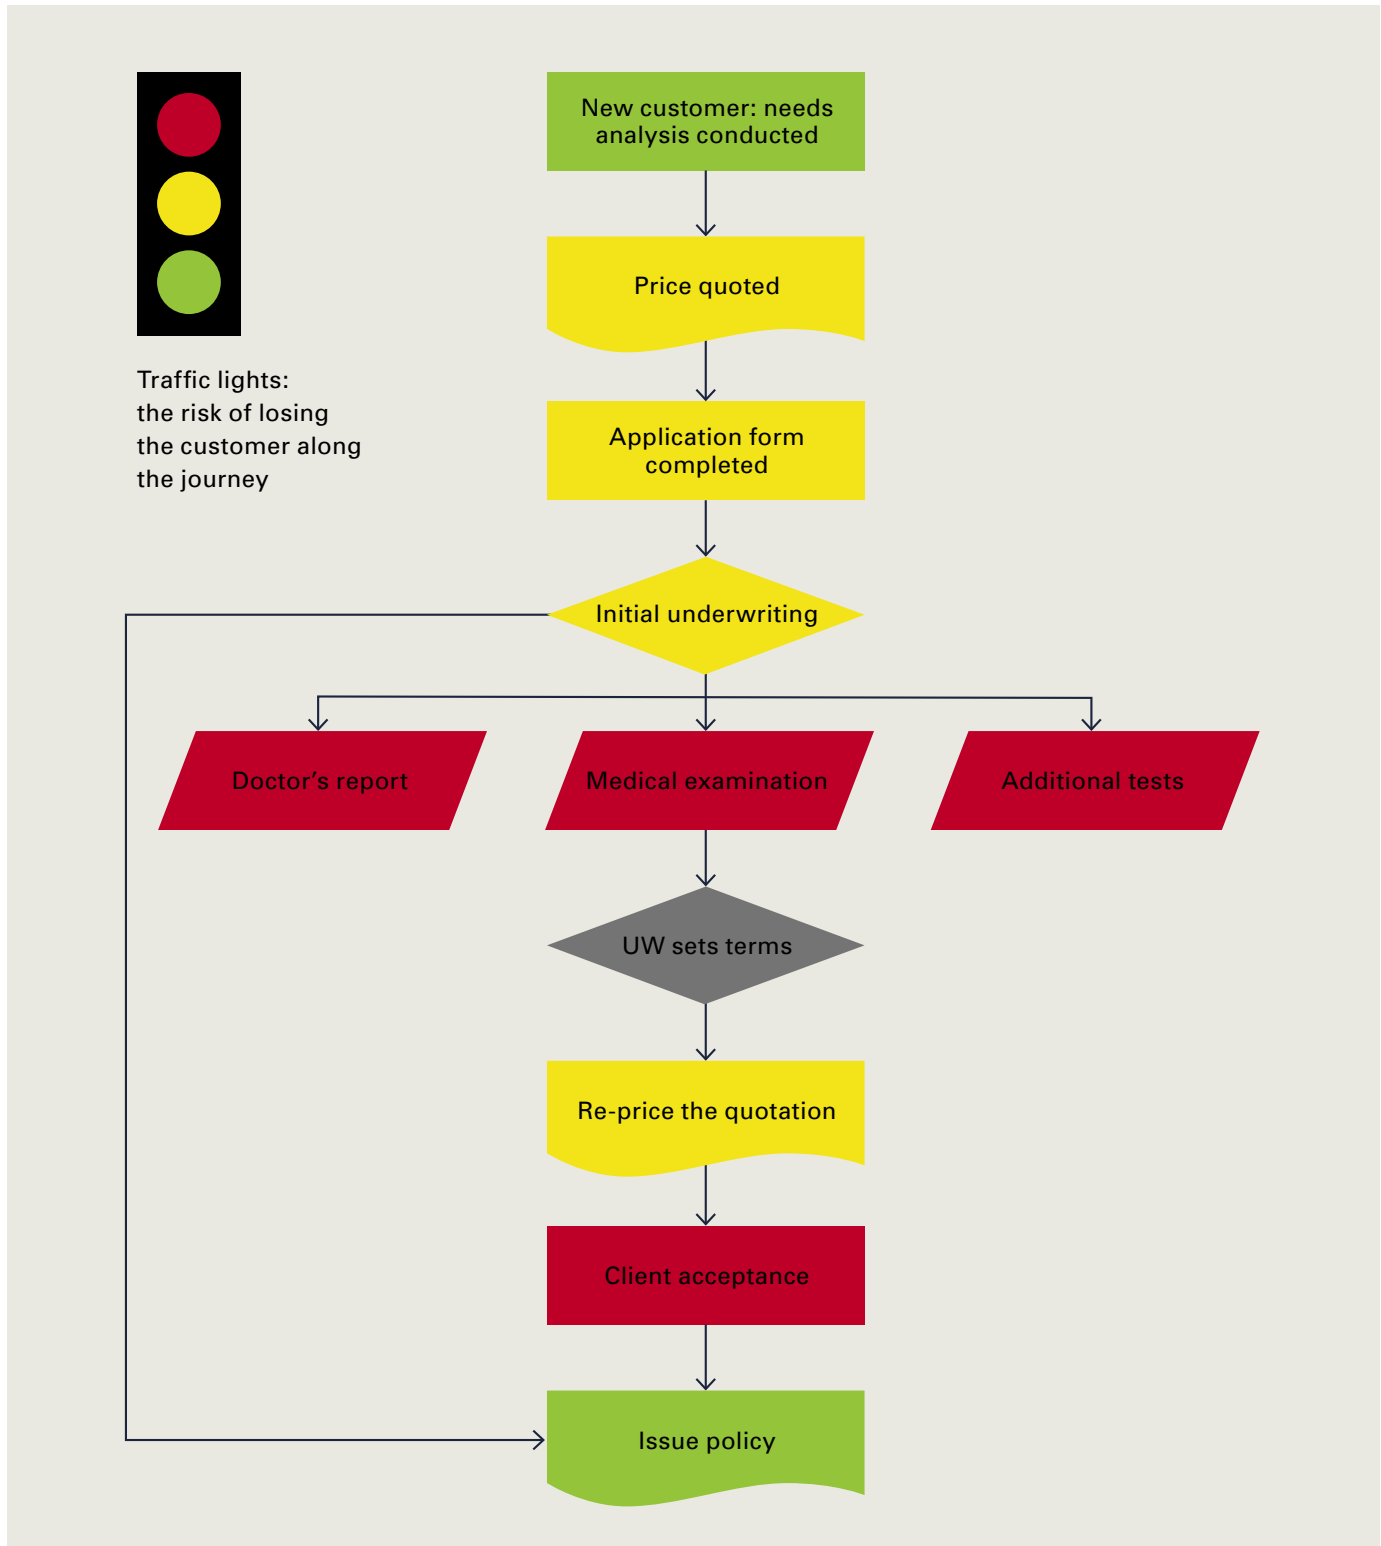 New customer: needs
analysis conducted
Price quoted
Traffic lights:
the risk of losing
the customer along
the journey
Application form
completed
Initial underwriting
Doctor’s report
Medical examination
Additional tests
UW sets terms
Re-price the quotation
Client acceptance
Issue policy